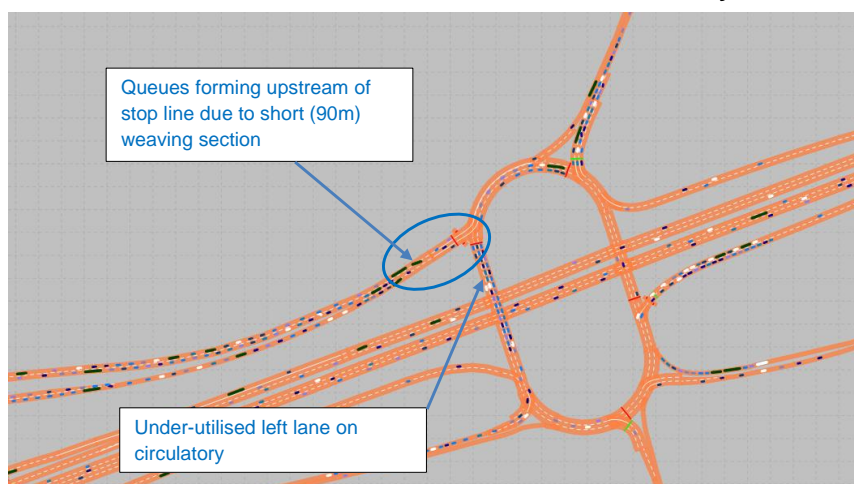 Queues forming upstream of
stop line due to short (90m)
weaving section
Under-utilised left lane on
circulatory